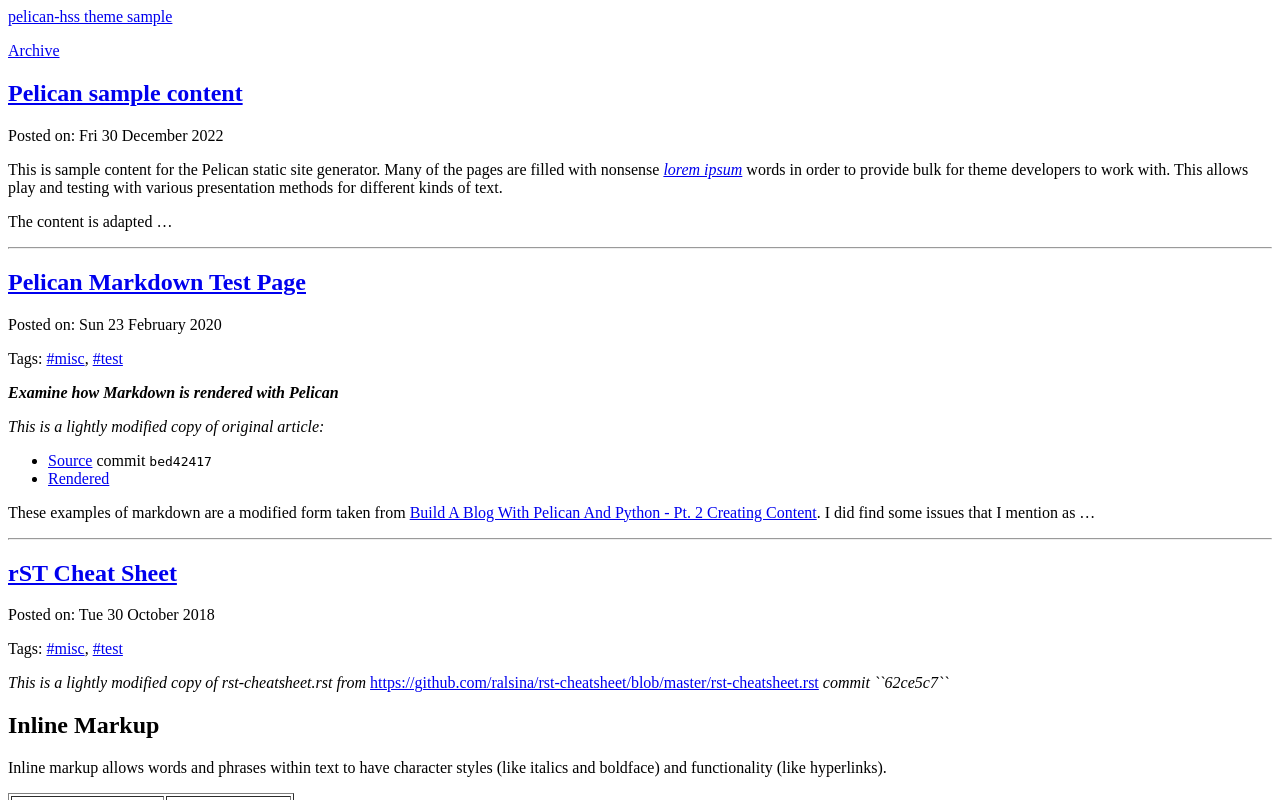 pelican-hss theme sample
Archive
Pelican sample content
Posted on: Fri 30 December 2022
This is sample content for the Pelican static site generator. Many of the pages are filled with nonsense lorem ipsum words in order to provide bulk for theme developers to work with. This allows
play and testing with various presentation methods for different kinds of text.
The content is adapted …
Pelican Markdown Test Page
Posted on: Sun 23 February 2020
Tags: #misc, #test
Examine how Markdown is rendered with Pelican
This is a lightly modified copy of original article:
• Source commit bed42417
• Rendered
These examples of markdown are a modified form taken from Build A Blog With Pelican And Python - Pt. 2 Creating Content. I did find some issues that I mention as …
rST Cheat Sheet
Posted on: Tue 30 October 2018
Tags: #misc, #test
This is a lightly modified copy of rst-cheatsheet.rst from https://github.com/ralsina/rst-cheatsheet/blob/master/rst-cheatsheet.rst commit ``62ce5c7``
Inline Markup
Inline markup allows words and phrases within text to have character styles (like italics and boldface) and functionality (like hyperlinks).